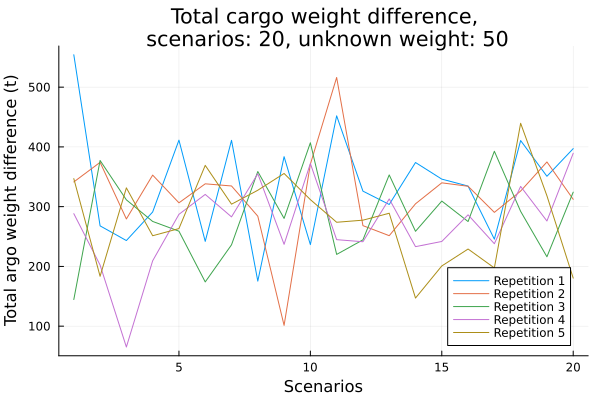 Total cargo weight difference,
scenarios: 20, unknown weight: 50
Total argo weight difference (t)
500
400
300
200
100
5
10
15
20
Scenarios
Repetition 1
Repetition 2
Repetition 3
Repetition 4
Repetition 5